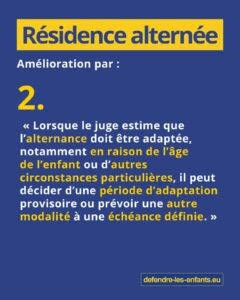 Résidence alternée
Amélioration par :
2.
« Lorsque le juge estime que
l’alternance doit être adaptée,
notamment en raison de l’âge
de l’enfant ou d’autres
circonstances particulières, il peut
décider d’une période d’adaptation
provisoire ou prévoir une autre
modalité à une échéance définie. »
defendre-les-enfants.eu